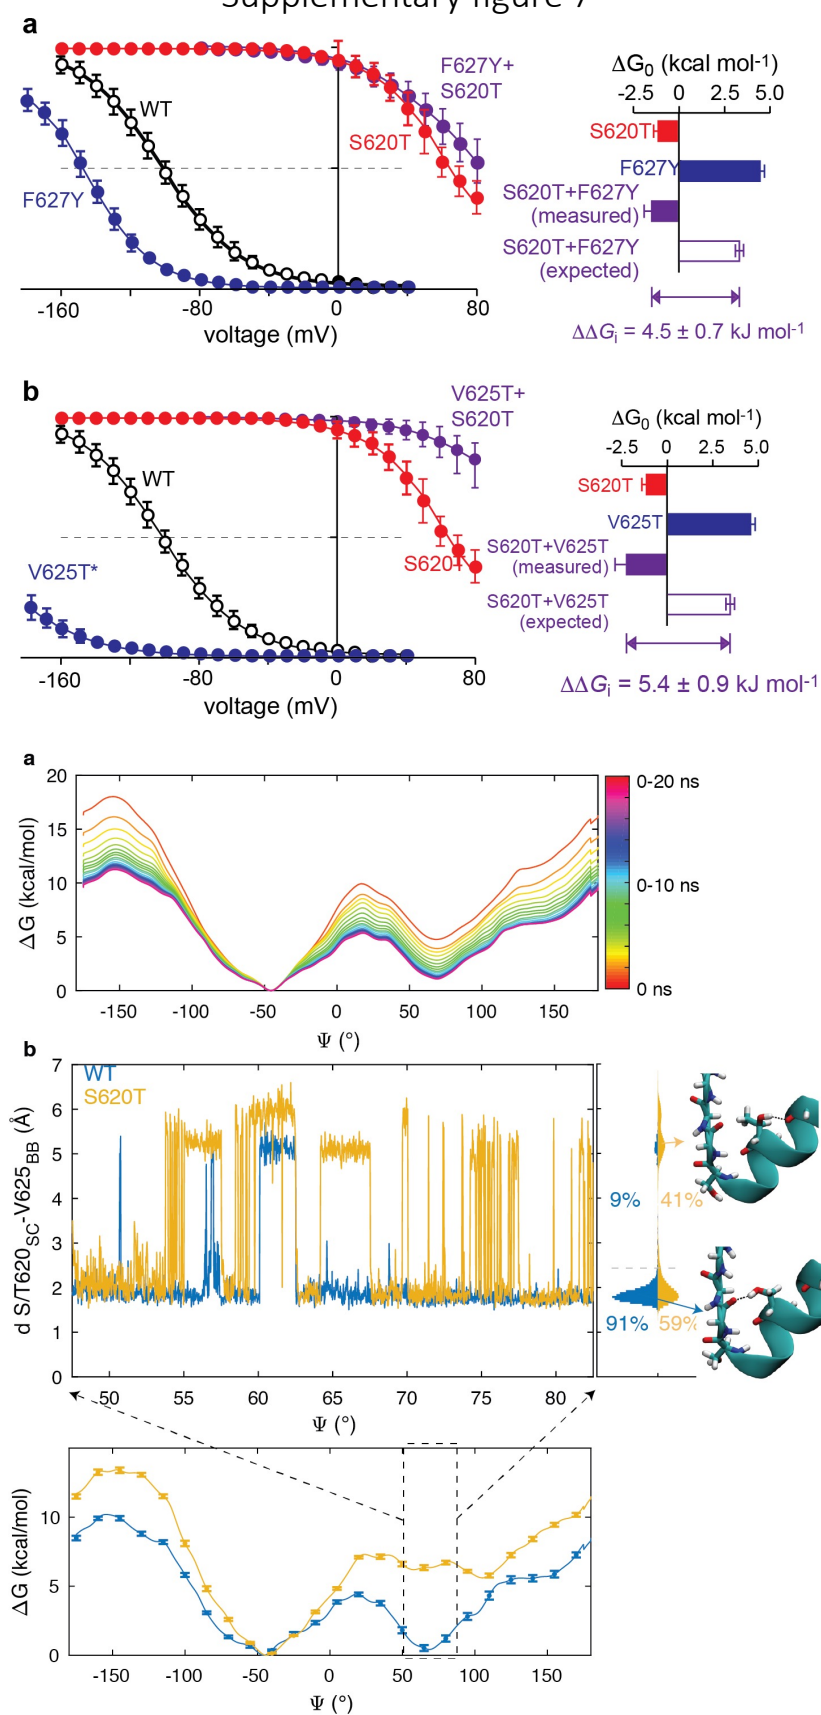 Supplementary figure 7
a
F627Y+
S620T
WT
S620T
F627Y
-160
-80
0
80
voltage (mV)
ΔG0 (kcal mol-1)
-2.5
0
5.0
S620T
F627Y
S620T+F627Y
(measured)
S620T+F627Y
(expected)
ΔΔGi = 4.5 ± 0.7 kJ mol-1
b
V625T+
S620T
WT
V625T*
S620T
-160
-80
0
80
voltage (mV)
ΔG0 (kcal mol-1)
-2.5
0
5.0
S620T
V625T
S620T+V625T
(measured)
S620T+V625T
(expected)
ΔΔGi = 5.4 ± 0.9 kJ mol-1
a
20
15
10
5
0
ΔG (kcal/mol)
-150
-100
-50
0
50
100
150
Ψ (°)
0-20 ns
0-10 ns
0 ns
b
WT
S620T
7
6
5
4
3
2
1
0
d S/T620SC-V625BB (Å)
50
55
60
65
70
75
80
Ψ (°)
9%
41%
91%
59%
10
5
0
ΔG (kcal/mol)
-150
-100
-50
0
50
100
150
Ψ (°)